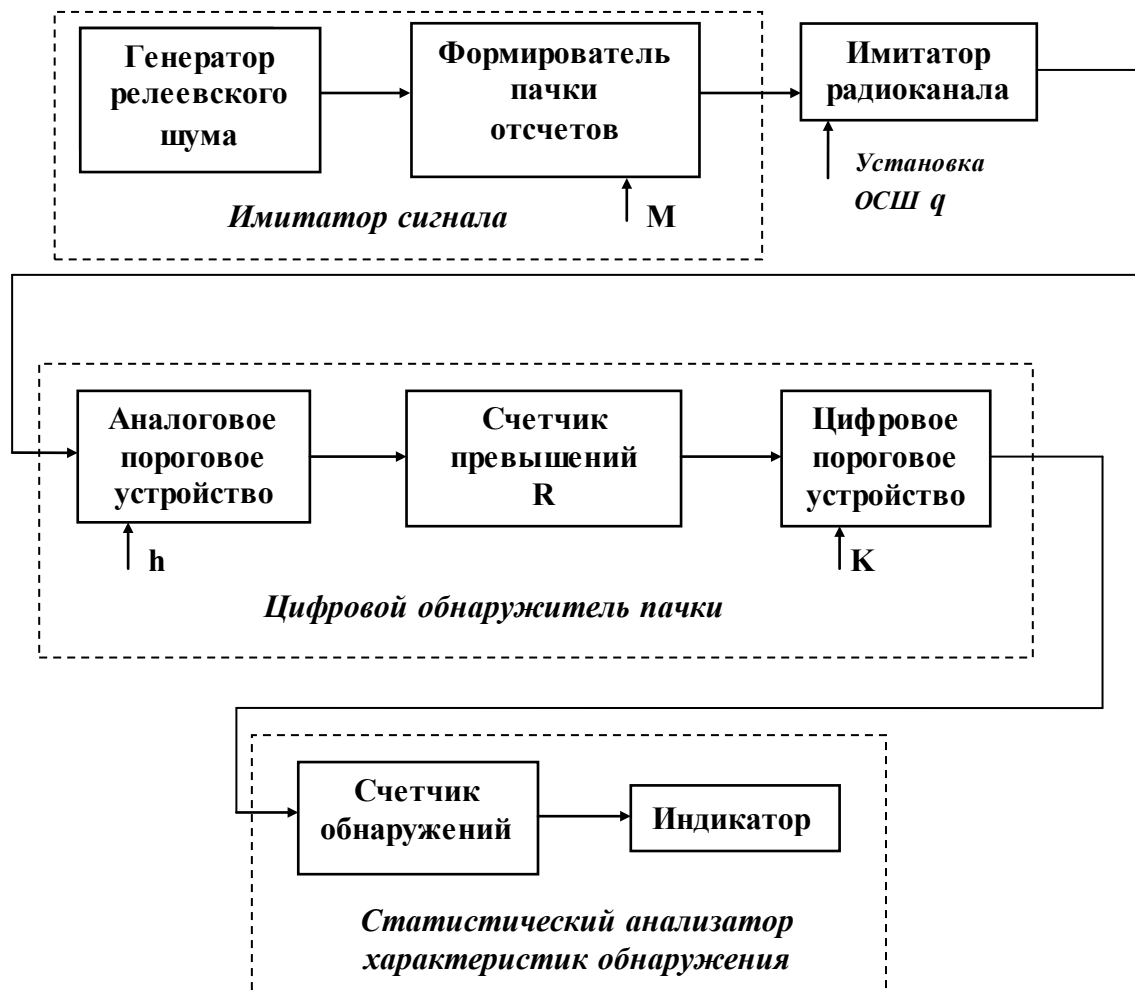 Генератор
релеевского
шума
Формирователь
пачки
отсчетов
Имитатор
радиоканала
Установка
ОСШ q
M
Имитатор сигнала
Аналоговое
пороговое
устройство
Счетчик
превышений
R
Цифровое
пороговое
устройство
h
K
Цифровой обнаружитель пачки
Счетчик
обнаружений
Индикатор
Статистический анализатор
характеристик обнаружения